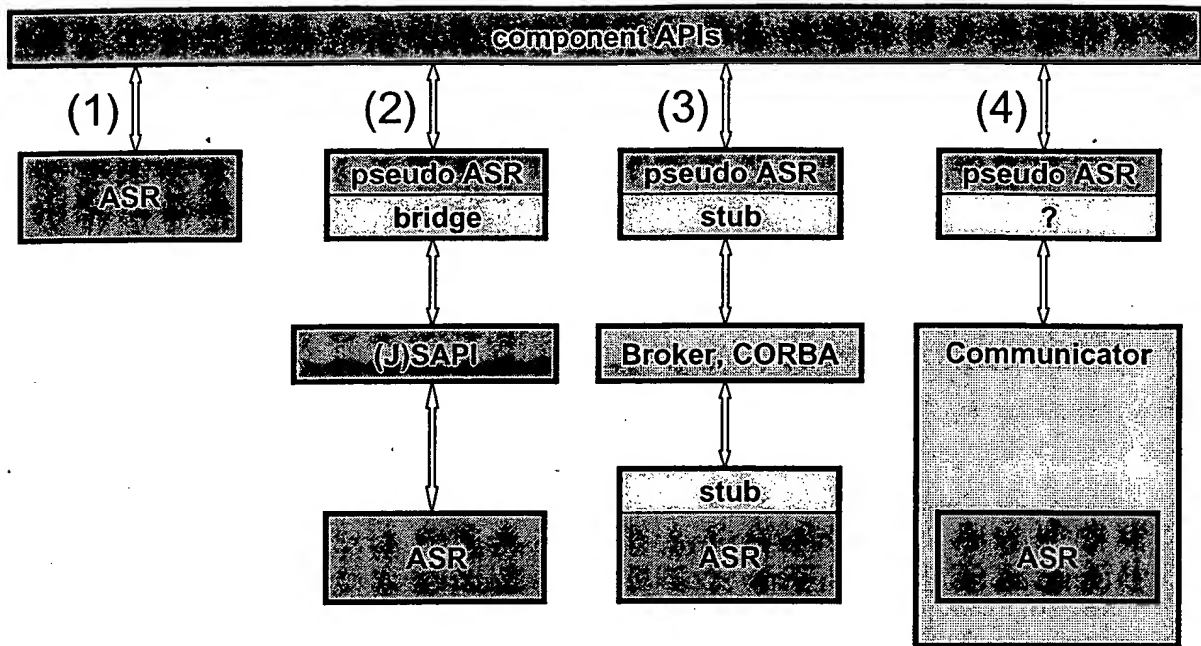 component APIs
(1)
(2)
(3)
(4)
ASR
pseudo ASR
bridge
pseudo ASR
stub
pseudo ASR
?
(J)SAPI
Broker, CORBA
Communicator
ASR
stub
ASR
ASR